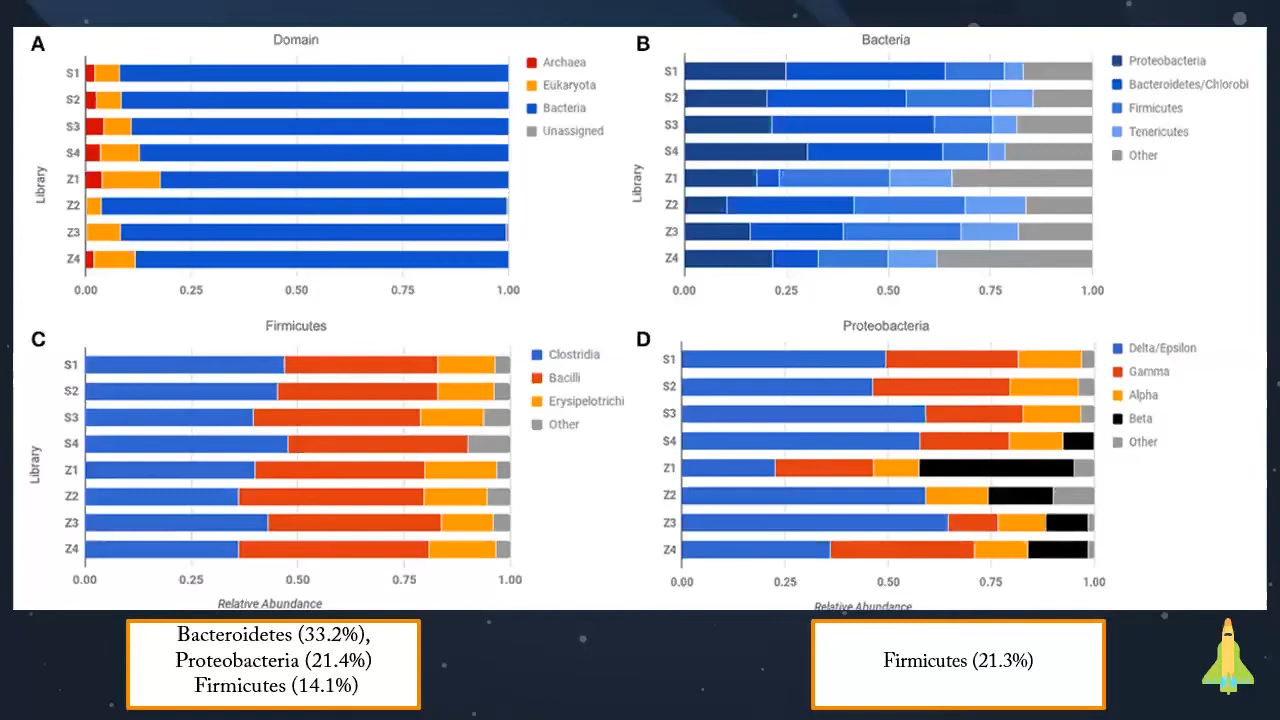 A
Domain
S1
S2
S3
S4
Z1
Z2
Z3
Z4
Library
0.00 0.25 0.50 0.75 1.00
Archaea
Eukaryota
Bacteria
Unassigned
B
Bacteria
S1
S2
S3
S4
Z1
Z2
Z3
Z4
Library
0.00 0.25 0.50 0.75 1.00
Proteobacteria
Bacteroidetes/Chlorobi
Firmicutes
Tenericutes
Other
C
Firmicutes
S1
S2
S3
S4
Z1
Z2
Z3
Z4
Library
0.00 0.25 0.50 0.75 1.00
Relative Abundance
Clostridia
Bacilli
Erysipelotrichi
Other
D
Proteobacteria
S1
S2
S3
S4
Z1
Z2
Z3
Z4
0.00 0.25 0.50 0.75 1.00
Relative Abundance
Delta/Epsilon
Gamma
Alpha
Beta
Other
Bacteroidetes (33.2%),
Proteobacteria (21.4%)
Firmicutes (14.1%)
Firmicutes (21.3%)